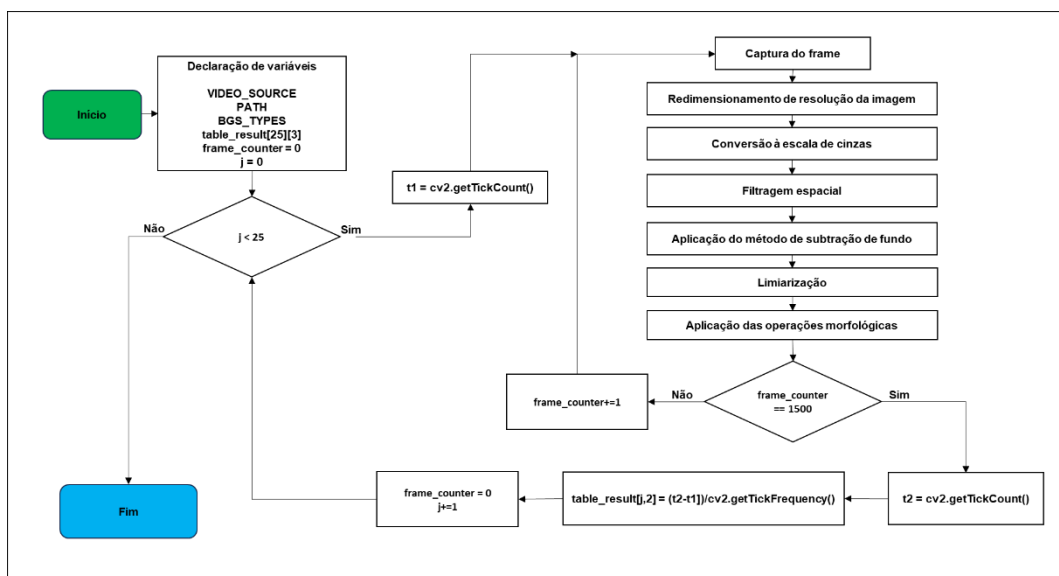 Início
Declaração de variáveis
VIDEO_SOURCE
PATH
BGS_TYPES
table_result[25][3]
frame_counter = 0
j = 0
j < 25
Não
Sim
t1 = cv2.getTickCount()
Captura do frame
Redimensionamento de resolução da imagem
Conversão à escala de cinzas
Filtragem espacial
Aplicação do método de subtração de fundo
Limiarização
Aplicação das operações morfológicas
frame_counter
== 1500
Não
Sim
frame_counter+=1
t2 = cv2.getTickCount()
table_result[j,2] = (t2-t1])/cv2.getTickFrequency()
frame_counter = 0
j+=1
Fim